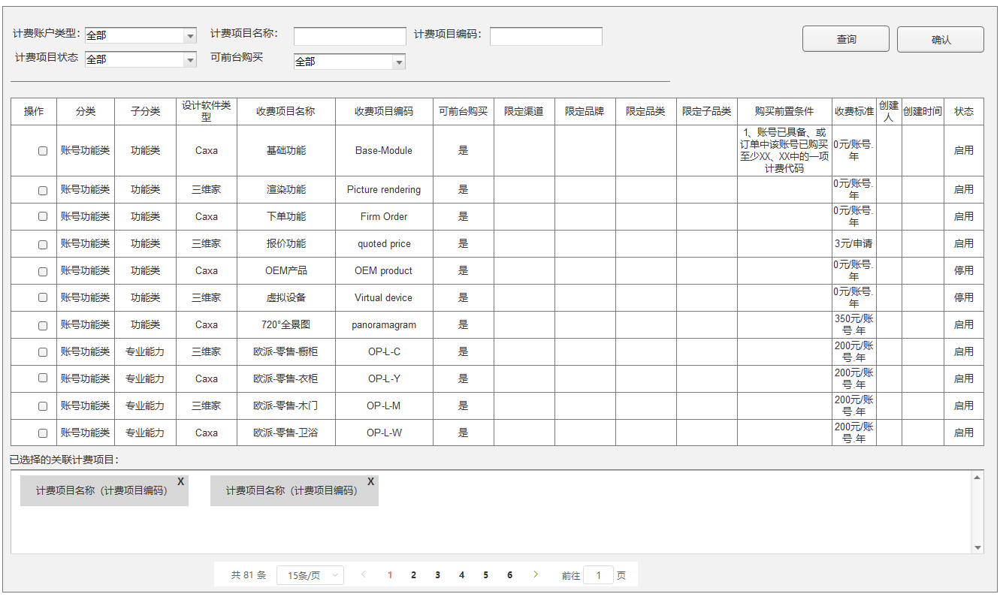 计费账户类型： 全部 计费项目名称： 计费项目编码： 查询 确认
计费项目状态 全部 可前台购买 全部
操作 分类 子分类 设计软件类型 收费项目名称 收费项目编码 可前台购买 限定渠道 限定品牌 限定品类 限定子品类 购买前置条件 收费标准 创建人 创建时间 状态
账号功能类 功能类 Caxa 基础功能 Base-Module 是 1、账号已具备、或订单中该账号已购买至少XX、XX中的一项计费代码 0元/账号.年 启用
账号功能类 功能类 三维家 渲染功能 Picture rendering 是 0元/账号.年 启用
账号功能类 功能类 Caxa 下单功能 Firm Order 是 0元/账号.年 启用
账号功能类 功能类 三维家 报价功能 quoted price 是 3元/申请 启用
账号功能类 功能类 Caxa OEM产品 OEM product 是 0元/账号.年 停用
账号功能类 功能类 三维家 虚拟设备 Virtual device 是 0元/账号.年 停用
账号功能类 功能类 Caxa 720°全景图 panoramagram 是 350元/账号.年 启用
账号功能类 专业能力 三维家 欧派-零售-橱柜 OP-L-C 是 200元/账号.年 启用
账号功能类 专业能力 Caxa 欧派-零售-衣柜 OP-L-Y 是 200元/账号.年 启用
账号功能类 专业能力 三维家 欧派-零售-木门 OP-L-M 是 200元/账号.年 启用
账号功能类 专业能力 Caxa 欧派-零售-卫浴 OP-L-W 是 200元/账号.年 启用
已选择的关联计费项目：
计费项目名称（计费项目编码） X 计费项目名称（计费项目编码） X
共 81 条 15条/页 1 2 3 4 5 6 前往 1 页